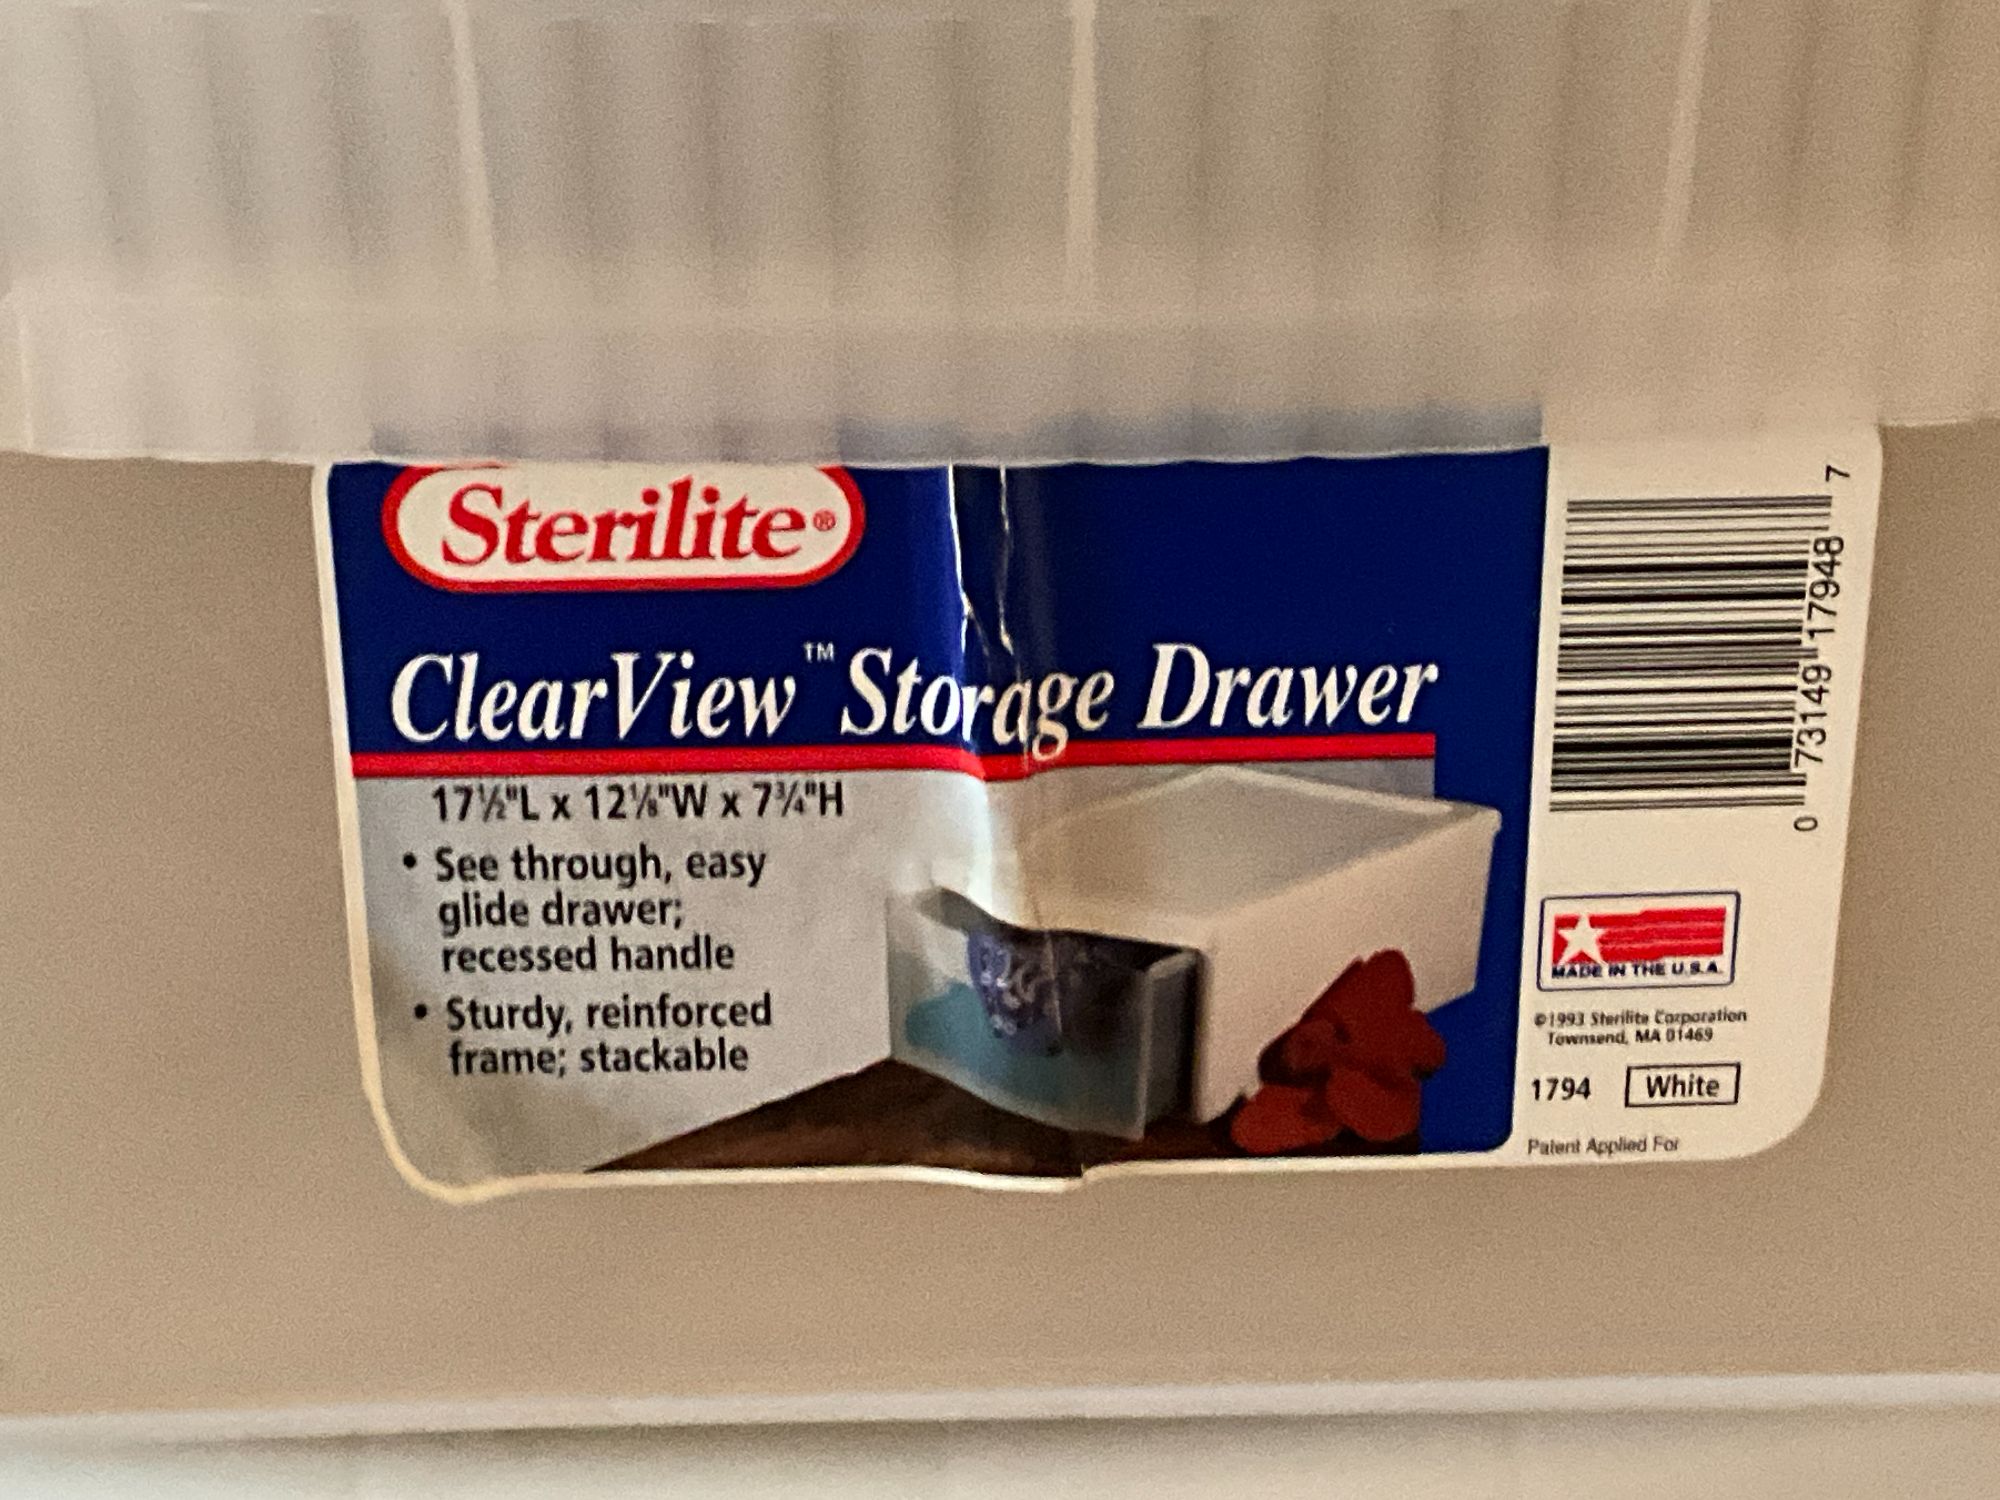 Sterilite®
ClearView™ Storage Drawer
17½"L x 12⅛"W x 7¾"H
• See through, easy
glide drawer;
recessed handle
• Sturdy, reinforced
frame; stackable
0 73149 17948 7
MADE IN THE U.S.A.
©1993 Sterilite Corporation
Townsend, MA 01469
1794 White
Patent Applied For